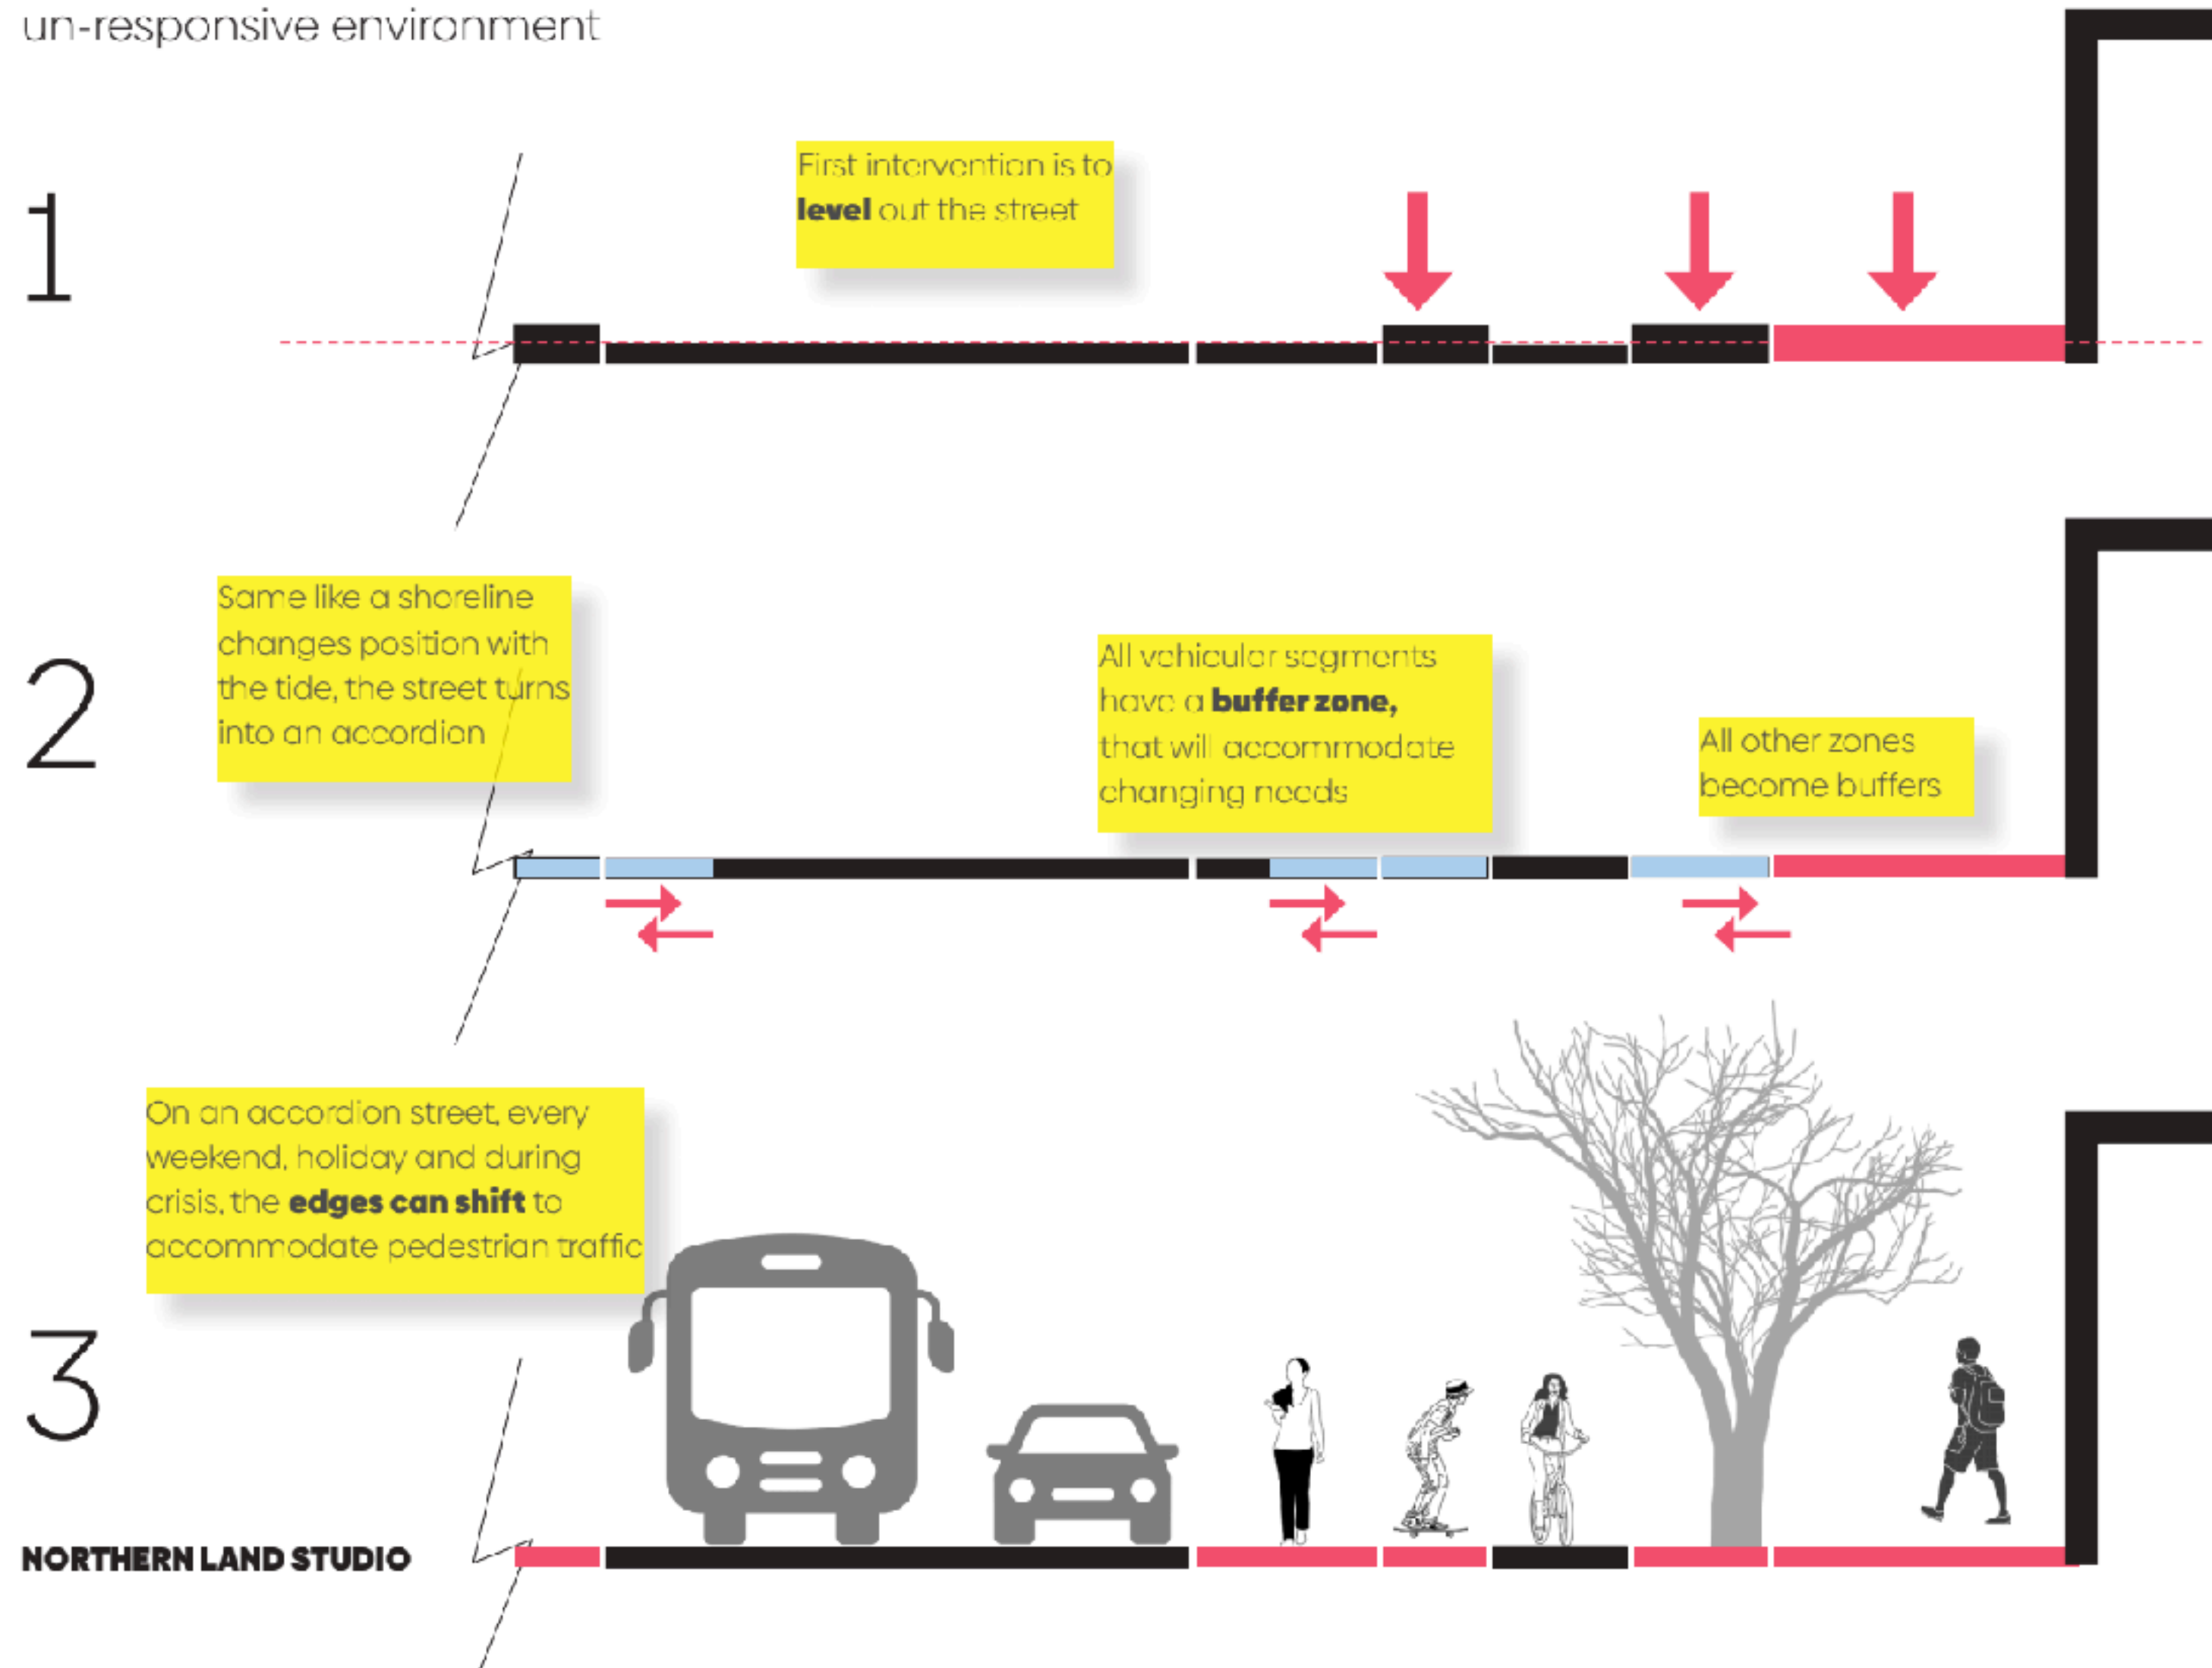 un-responsive environment
1
First intervention is to
level out the street
2
Same like a shoreline
changes position with
the tide, the street turns
into an accordion
All vehicular segments
have a buffer zone,
that will accommodate
changing needs
All other zones
become buffers
On an accordion street, every
weekend, holiday and during
crisis, the edges can shift to
accommodate pedestrian traffic
3
NORTHERN LAND STUDIO